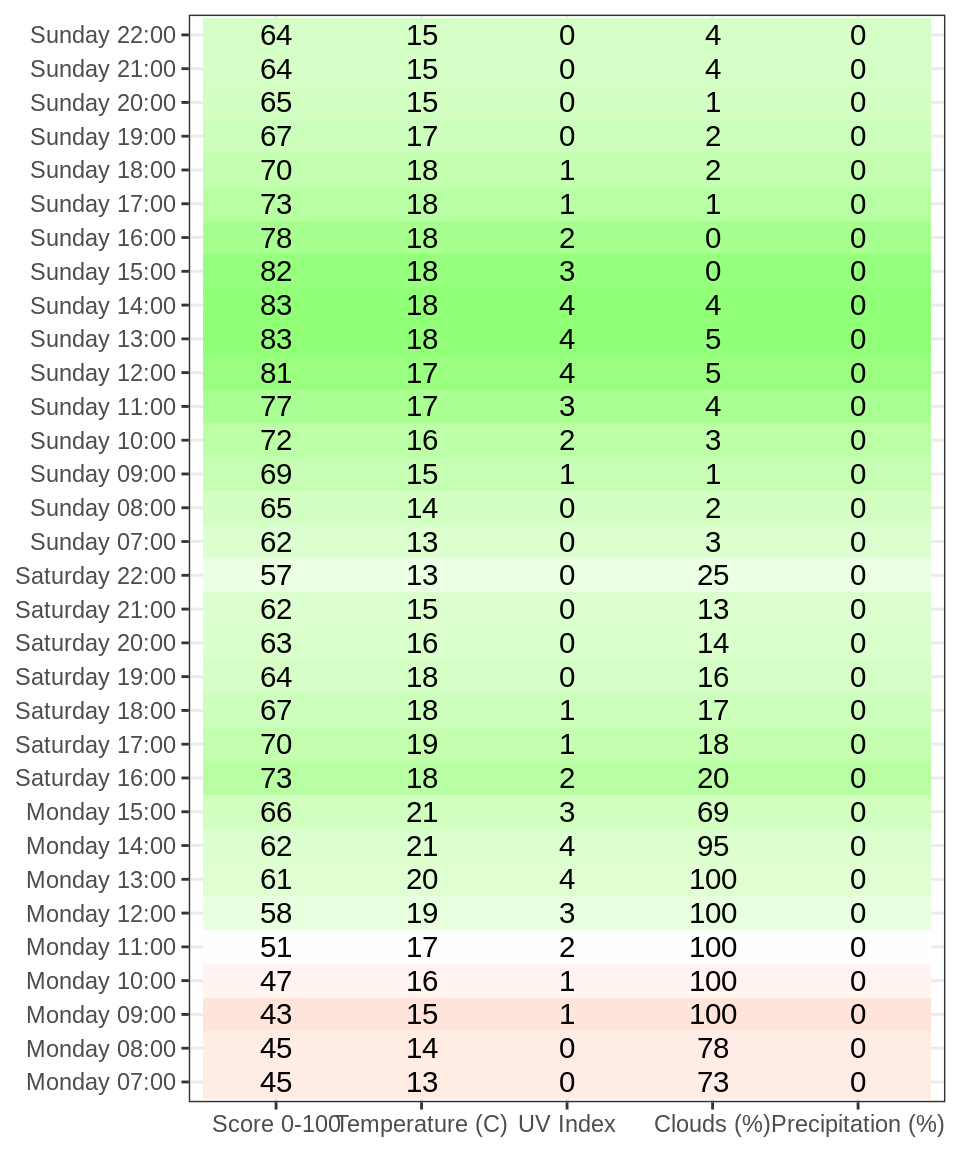 Sunday 22:00 64 15 0 4 0
Sunday 21:00 64 15 0 4 0
Sunday 20:00 65 15 0 1 0
Sunday 19:00 67 17 0 2 0
Sunday 18:00 70 18 1 2 0
Sunday 17:00 73 18 1 1 0
Sunday 16:00 78 18 2 0 0
Sunday 15:00 82 18 3 0 0
Sunday 14:00 83 18 4 4 0
Sunday 13:00 83 18 4 5 0
Sunday 12:00 81 17 4 5 0
Sunday 11:00 77 17 3 4 0
Sunday 10:00 72 16 2 3 0
Sunday 09:00 69 15 1 1 0
Sunday 08:00 65 14 0 2 0
Sunday 07:00 62 13 0 3 0
Saturday 22:00 57 13 0 25 0
Saturday 21:00 62 15 0 13 0
Saturday 20:00 63 16 0 14 0
Saturday 19:00 64 18 0 16 0
Saturday 18:00 67 18 1 17 0
Saturday 17:00 70 19 1 18 0
Saturday 16:00 73 18 2 20 0
Monday 15:00 66 21 3 69 0
Monday 14:00 62 21 4 95 0
Monday 13:00 61 20 4 100 0
Monday 12:00 58 19 3 100 0
Monday 11:00 51 17 2 100 0
Monday 10:00 47 16 1 100 0
Monday 09:00 43 15 1 100 0
Monday 08:00 45 14 0 78 0
Monday 07:00 45 13 0 73 0
Score 0-100 Temperature (C) UV Index Clouds (%) Precipitation (%)